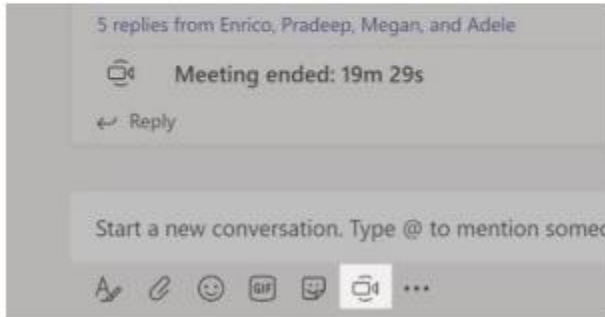 5 replies from Enrico, Pradeep, Megan, and Adele
Meeting ended: 19m 29s
Reply
Start a new conversation. Type @ to mention someo
GIF